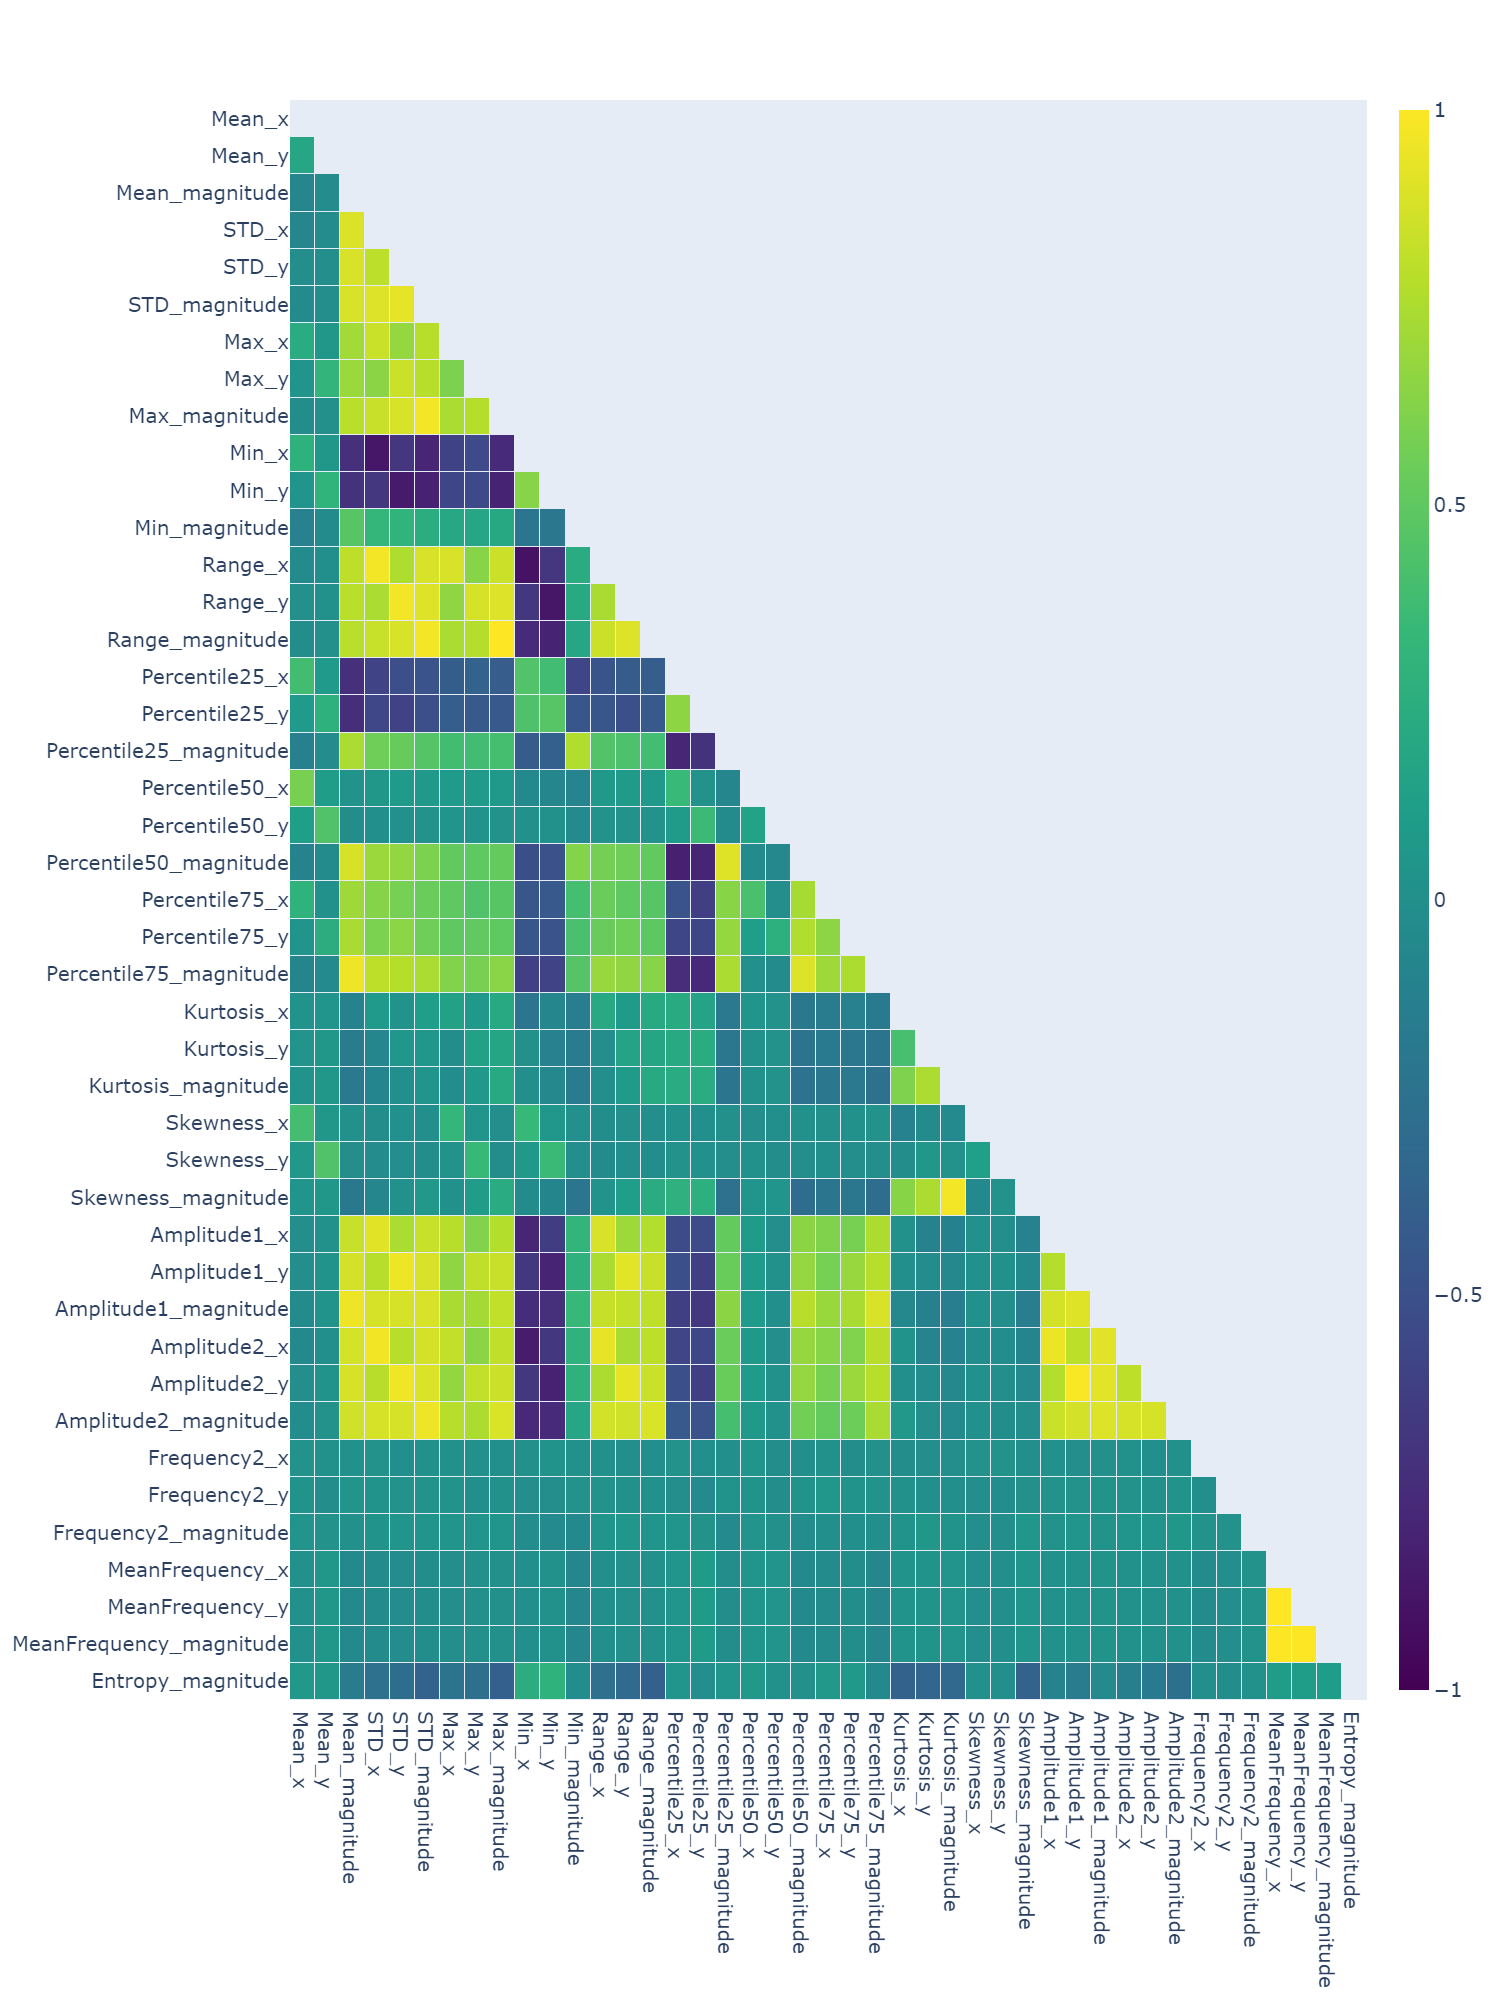 Mean_x
Mean_y
Mean_magnitude
STD_x
STD_y
STD_magnitude
Max_x
Max_y
Max_magnitude
Min_x
Min_y
Min_magnitude
Range_x
Range_y
Range_magnitude
Percentile25_x
Percentile25_y
Percentile25_magnitude
Percentile50_x
Percentile50_y
Percentile50_magnitude
Percentile75_x
Percentile75_y
Percentile75_magnitude
Kurtosis_x
Kurtosis_y
Kurtosis_magnitude
Skewness_x
Skewness_y
Skewness_magnitude
Amplitude1_x
Amplitude1_y
Amplitude1_magnitude
Amplitude2_x
Amplitude2_y
Amplitude2_magnitude
Frequency2_x
Frequency2_y
Frequency2_magnitude
MeanFrequency_x
MeanFrequency_y
MeanFrequency_magnitude
Entropy_magnitude
Mean_x
Mean_y
Mean_magnitude
STD_x
STD_y
STD_magnitude
Max_x
Max_y
Max_magnitude
Min_x
Min_y
Min_magnitude
Range_x
Range_y
Range_magnitude
Percentile25_x
Percentile25_y
Percentile25_magnitude
Percentile50_x
Percentile50_y
Percentile50_magnitude
Percentile75_x
Percentile75_y
Percentile75_magnitude
Kurtosis_x
Kurtosis_y
Kurtosis_magnitude
Skewness_x
Skewness_y
Skewness_magnitude
Amplitude1_x
Amplitude1_y
Amplitude1_magnitude
Amplitude2_x
Amplitude2_y
Amplitude2_magnitude
Frequency2_x
Frequency2_y
Frequency2_magnitude
MeanFrequency_x
MeanFrequency_y
MeanFrequency_magnitude
Entropy_magnitude
1
0.5
0
−0.5
−1